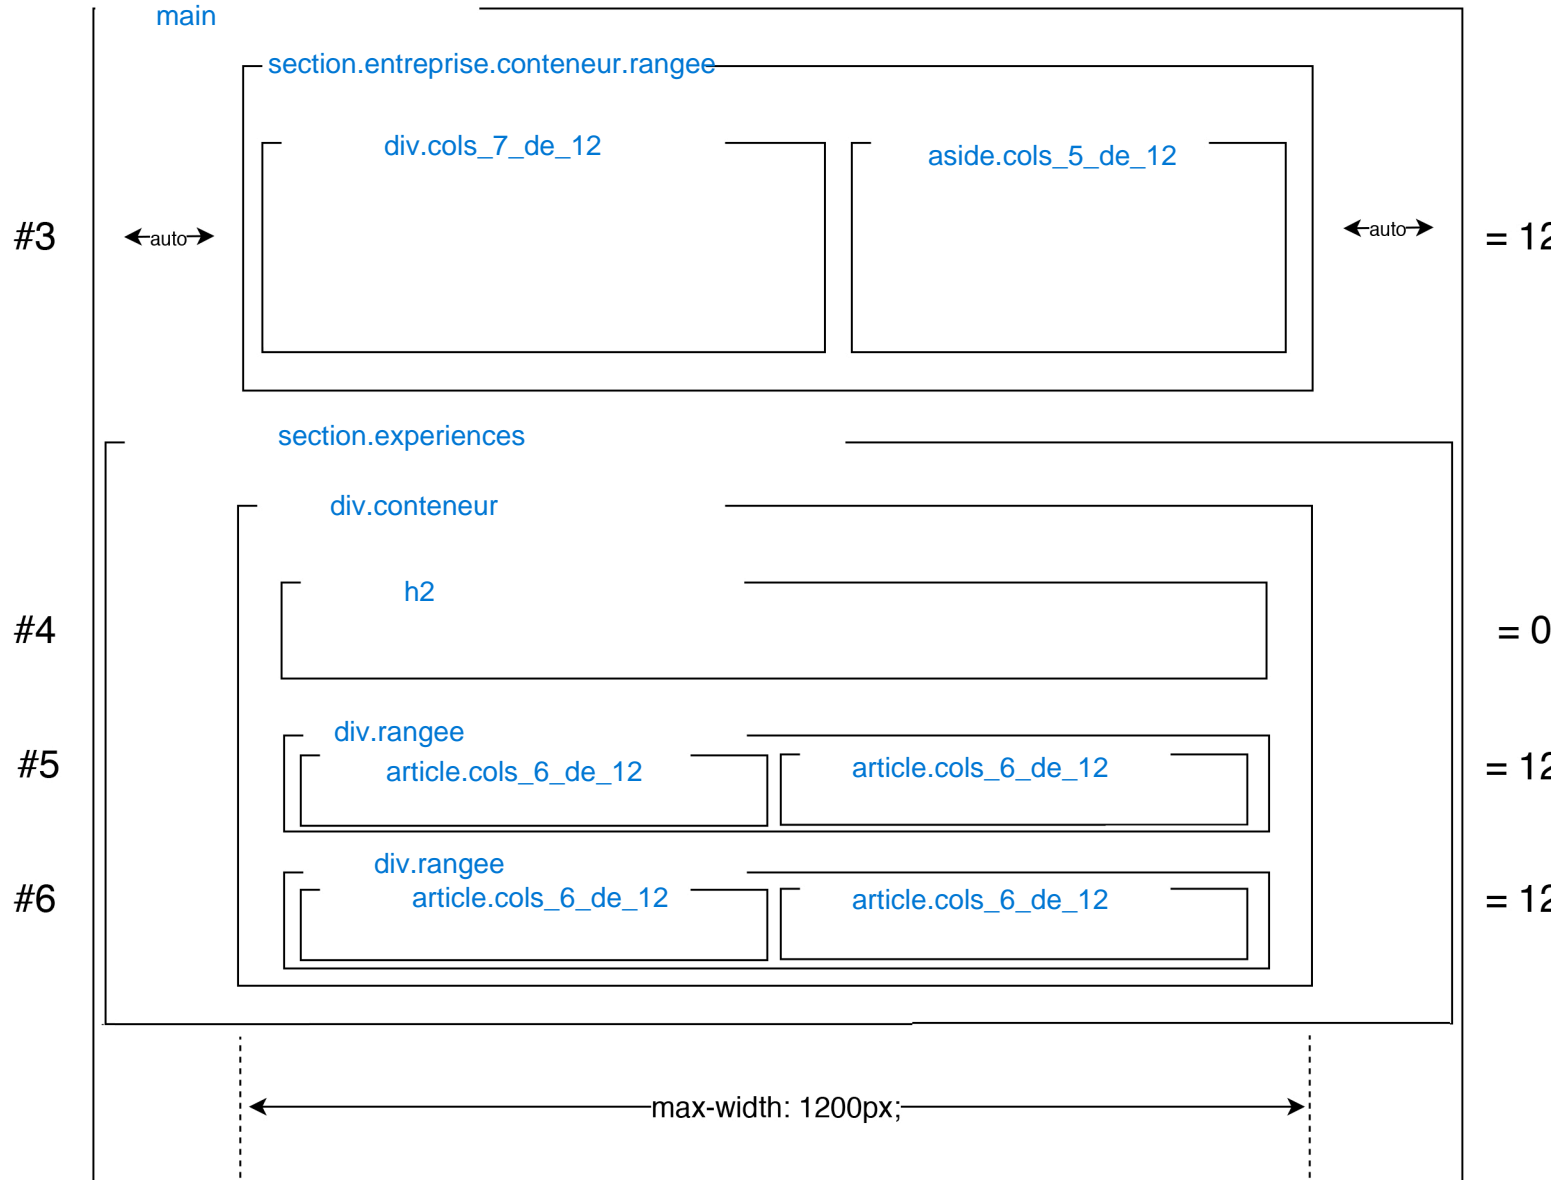 main
section.entreprise.conteneur.rangee
div.cols_7_de_12
aside.cols_5_de_12
#3
auto
auto
= 12
section.experiences
div.conteneur
h2
#4
= 0
div.rangee
#5
article.cols_6_de_12
article.cols_6_de_12
= 12
div.rangee
#6
article.cols_6_de_12
article.cols_6_de_12
= 12
max-width: 1200px;